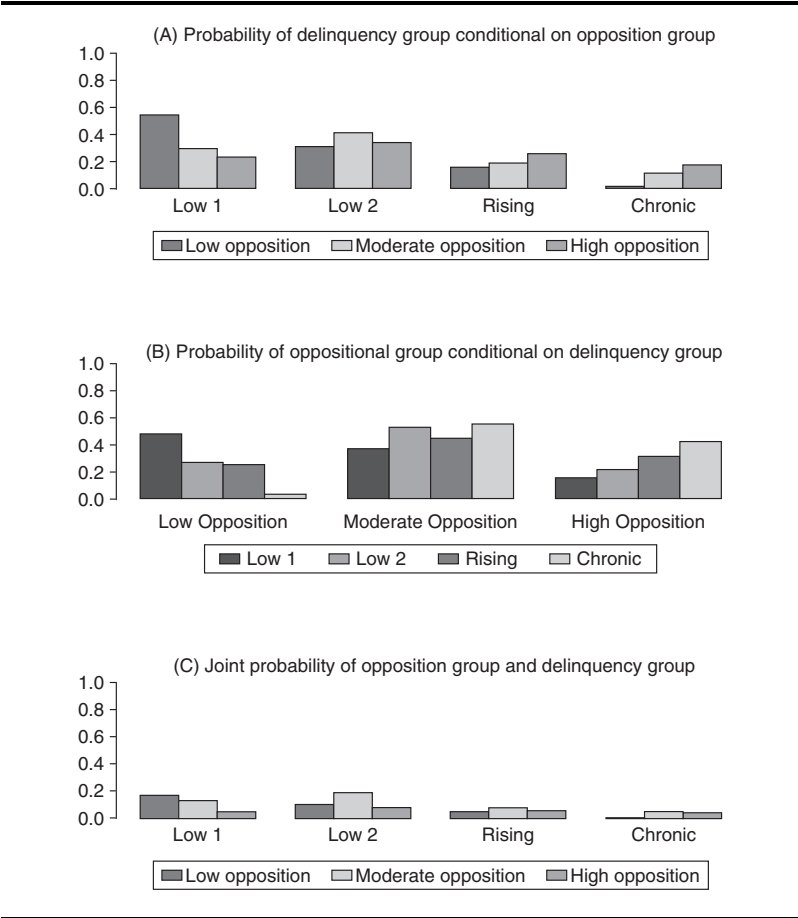 (A) Probability of delinquency group conditional on opposition group
1.0
0.8
0.6
0.4
0.2
0.0
Low 1 Low 2 Rising Chronic
Low opposition Moderate opposition High opposition
(B) Probability of oppositional group conditional on delinquency group
1.0
0.8
0.6
0.4
0.2
0.0
Low Opposition Moderate Opposition High Opposition
Low 1 Low 2 Rising Chronic
(C) Joint probability of opposition group and delinquency group
1.0
0.8
0.6
0.4
0.2
0.0
Low 1 Low 2 Rising Chronic
Low opposition Moderate opposition High opposition